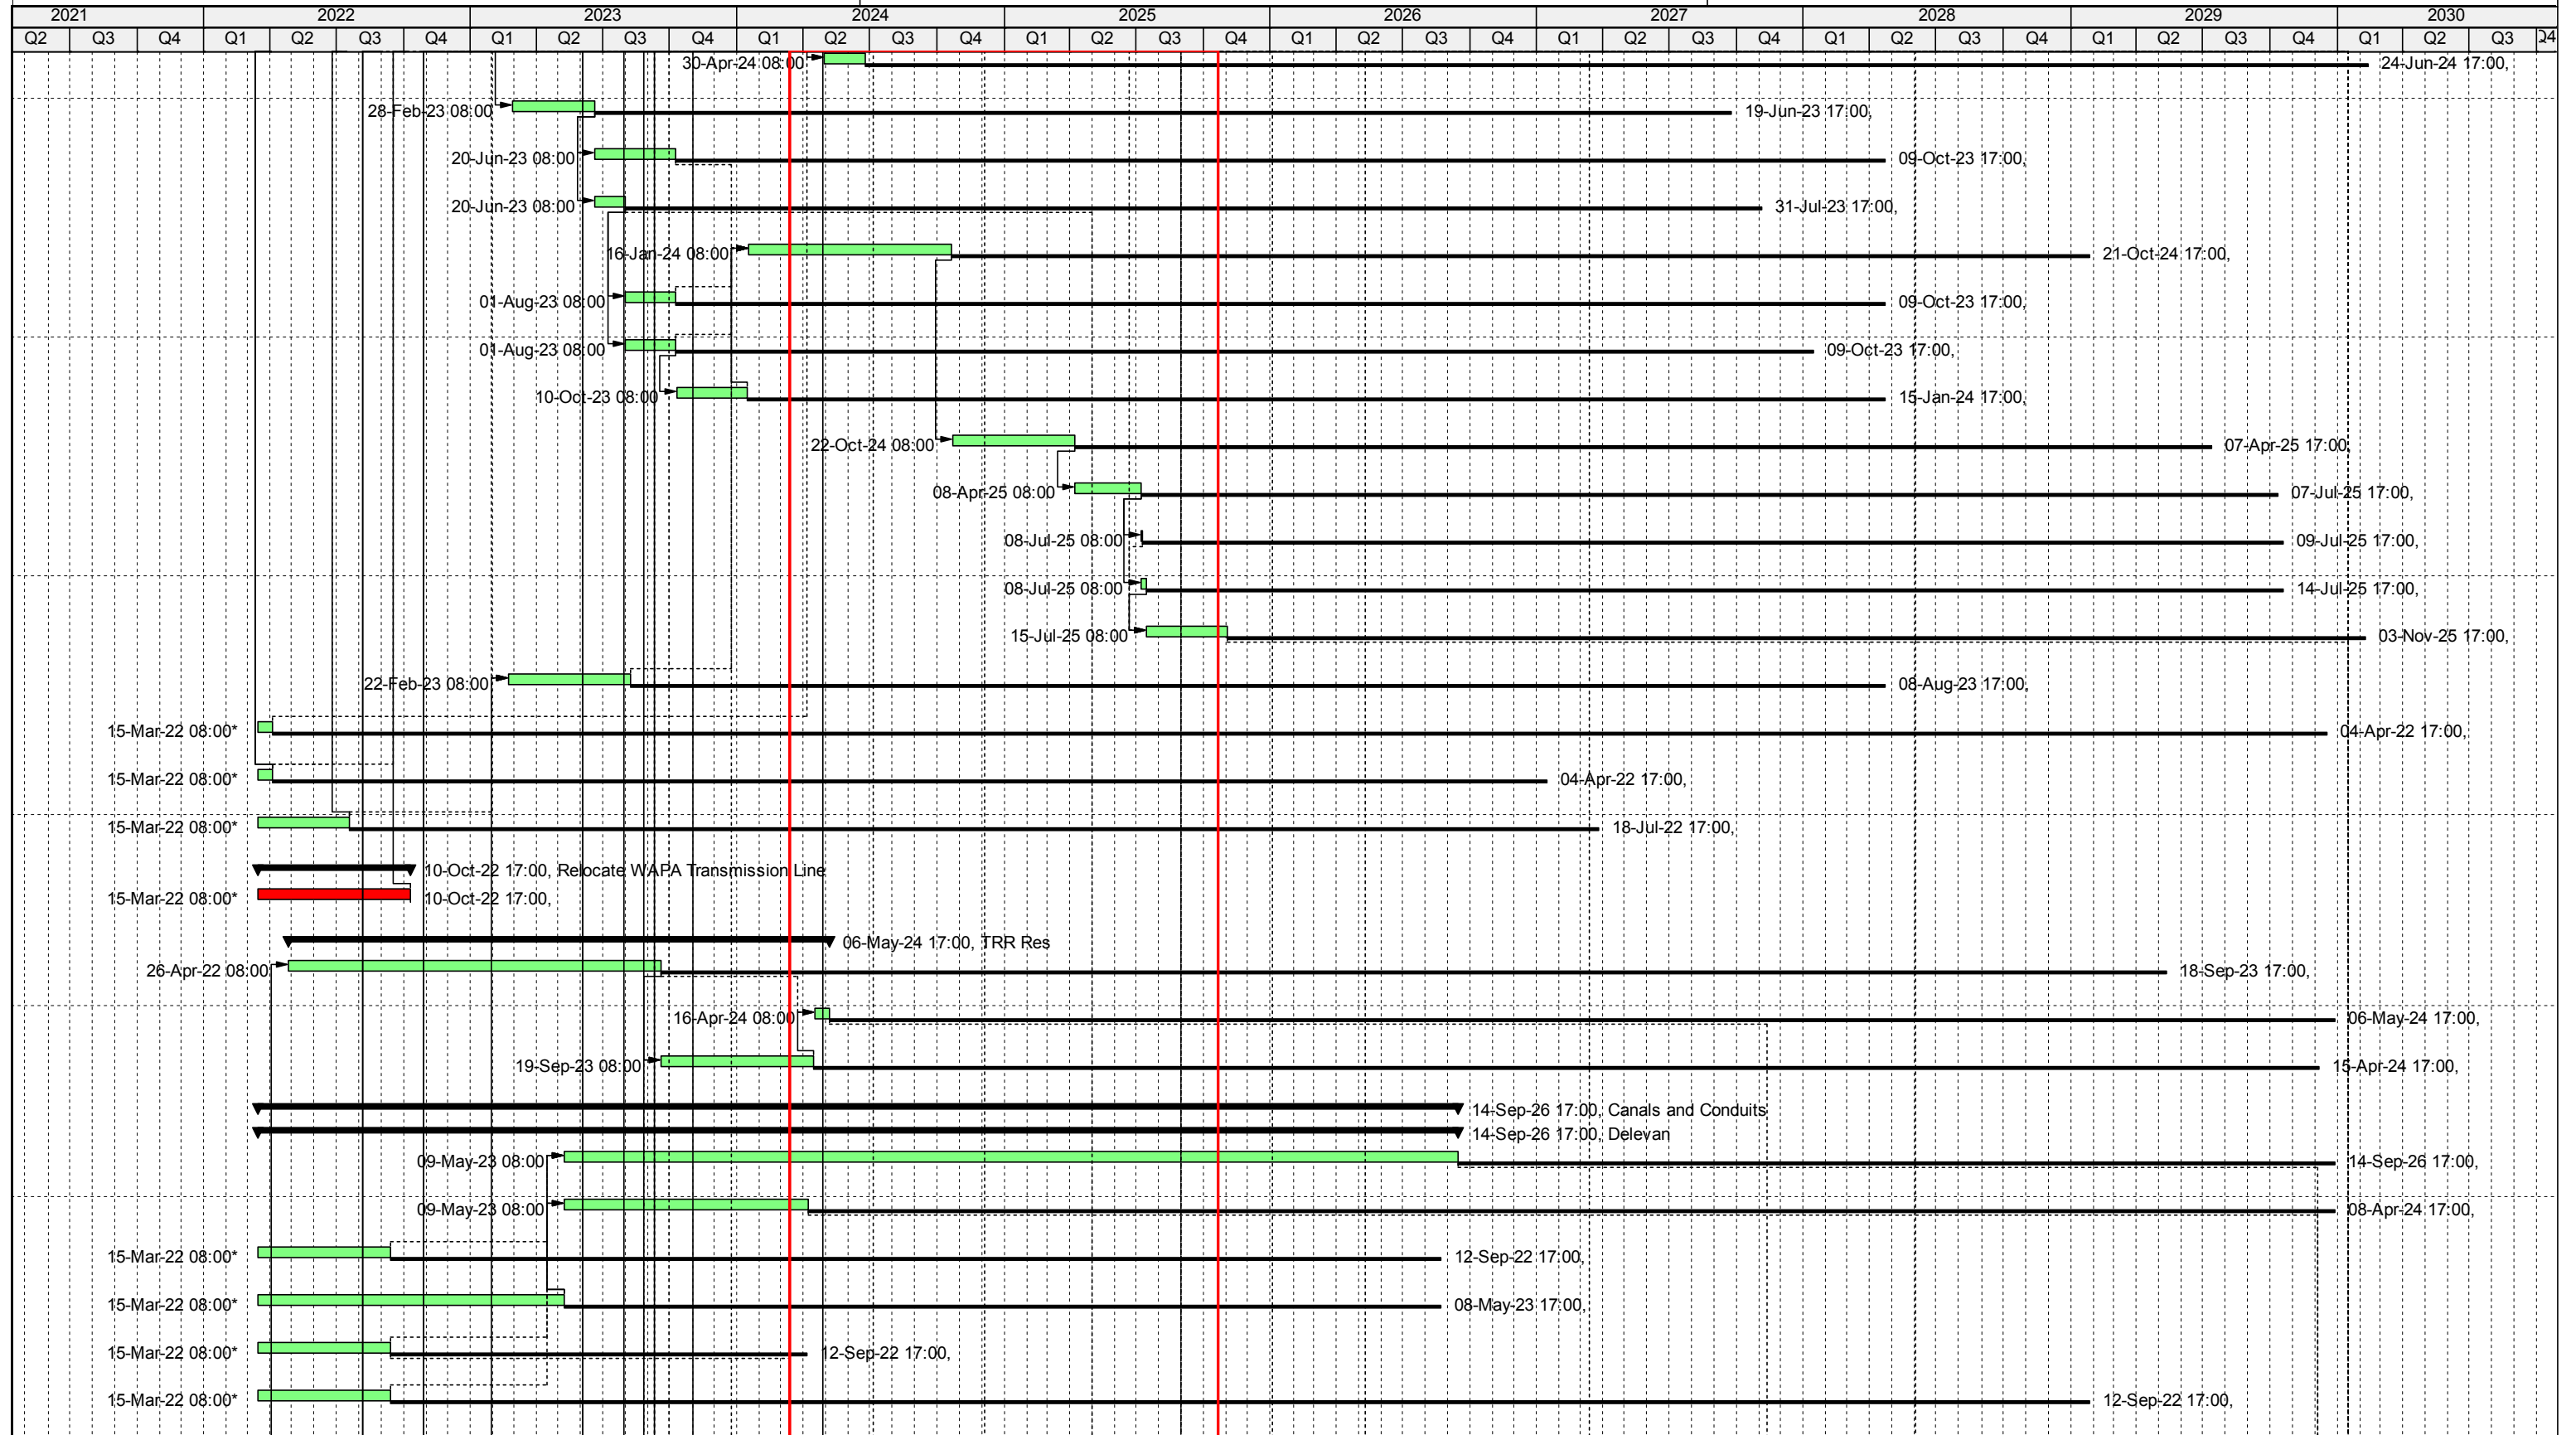 2021 2022 2023 2024 2025 2026 2027 2028 2029 2030
Q2 Q3 Q4 Q1 Q2 Q3 Q4 Q1 Q2 Q3 Q4 Q1 Q2 Q3 Q4 Q1 Q2 Q3 Q4 Q1 Q2 Q3 Q4 Q1 Q2 Q3 Q4 Q1 Q2 Q3 Q4 Q1 Q2 Q3 Q4 Q1 Q2 Q3 Q4
30-Apr-24 08:00 24-Jun-24 17:00,
28-Feb-23 08:00 19-Jun-23 17:00,
20-Jun-23 08:00 09-Oct-23 17:00,
20-Jun-23 08:00 31-Jul-23 17:00,
16-Jan-24 08:00 21-Oct-24 17:00,
01-Aug-23 08:00 09-Oct-23 17:00,
01-Aug-23 08:00 09-Oct-23 17:00,
10-Oct-23 08:00 15-Jan-24 17:00,
22-Oct-24 08:00 07-Apr-25 17:00,
08-Apr-25 08:00 07-Jul-25 17:00,
08-Jul-25 08:00 09-Jul-25 17:00,
08-Jul-25 08:00 14-Jul-25 17:00,
15-Jul-25 08:00 03-Nov-25 17:00,
22-Feb-23 08:00 08-Aug-23 17:00,
15-Mar-22 08:00* 04-Apr-22 17:00,
15-Mar-22 08:00* 04-Apr-22 17:00,
15-Mar-22 08:00* 18-Jul-22 17:00,
10-Oct-22 17:00, Relocate WAPA Transmission Line
15-Mar-22 08:00* 10-Oct-22 17:00,
06-May-24 17:00, TRR Res
26-Apr-22 08:00 18-Sep-23 17:00,
16-Apr-24 08:00 06-May-24 17:00,
19-Sep-23 08:00 15-Apr-24 17:00,
14-Sep-26 17:00, Canals and Conduits
14-Sep-26 17:00, Delevan
09-May-23 08:00 14-Sep-26 17:00,
09-May-23 08:00 08-Apr-24 17:00,
15-Mar-22 08:00* 12-Sep-22 17:00,
15-Mar-22 08:00* 08-May-23 17:00,
15-Mar-22 08:00* 12-Sep-22 17:00,
15-Mar-22 08:00* 12-Sep-22 17:00,